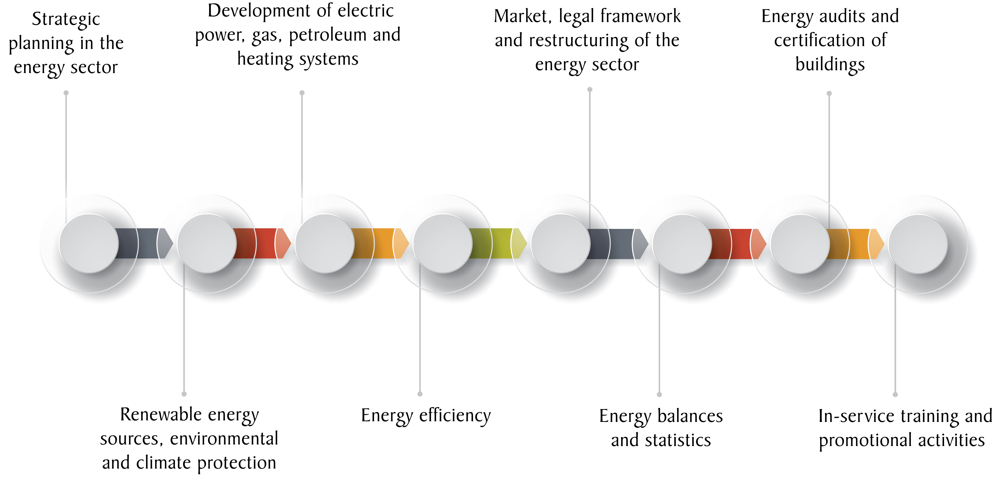 Strategic
planning in the
energy sector
Development of electric
power, gas, petroleum and
heating systems
Market, legal framework
and restructuring of the
energy sector
Energy audits and
certification of
buildings
Renewable energy
sources, environmental
and climate protection
Energy efficiency
Energy balances
and statistics
In-service training and
promotional activities